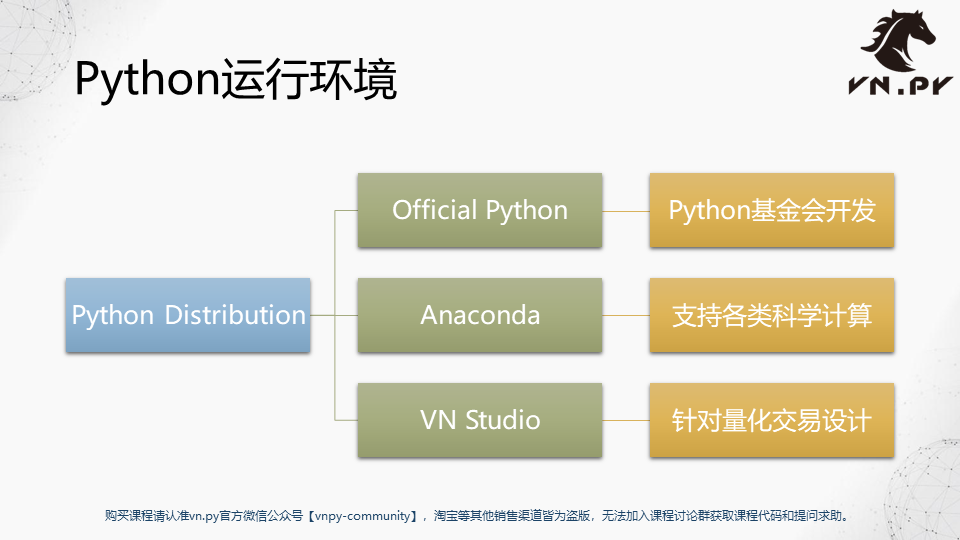 Python运行环境
VN.PY
Official Python
Python基金会开发
Python Distribution
Anaconda
支持各类科学计算
VN Studio
针对量化交易设计
购买课程请认准vn.py官方微信公众号【vnpy-community】，淘宝等其他销售渠道皆为盗版，无法加入课程讨论群获取课程代码和提问求助。